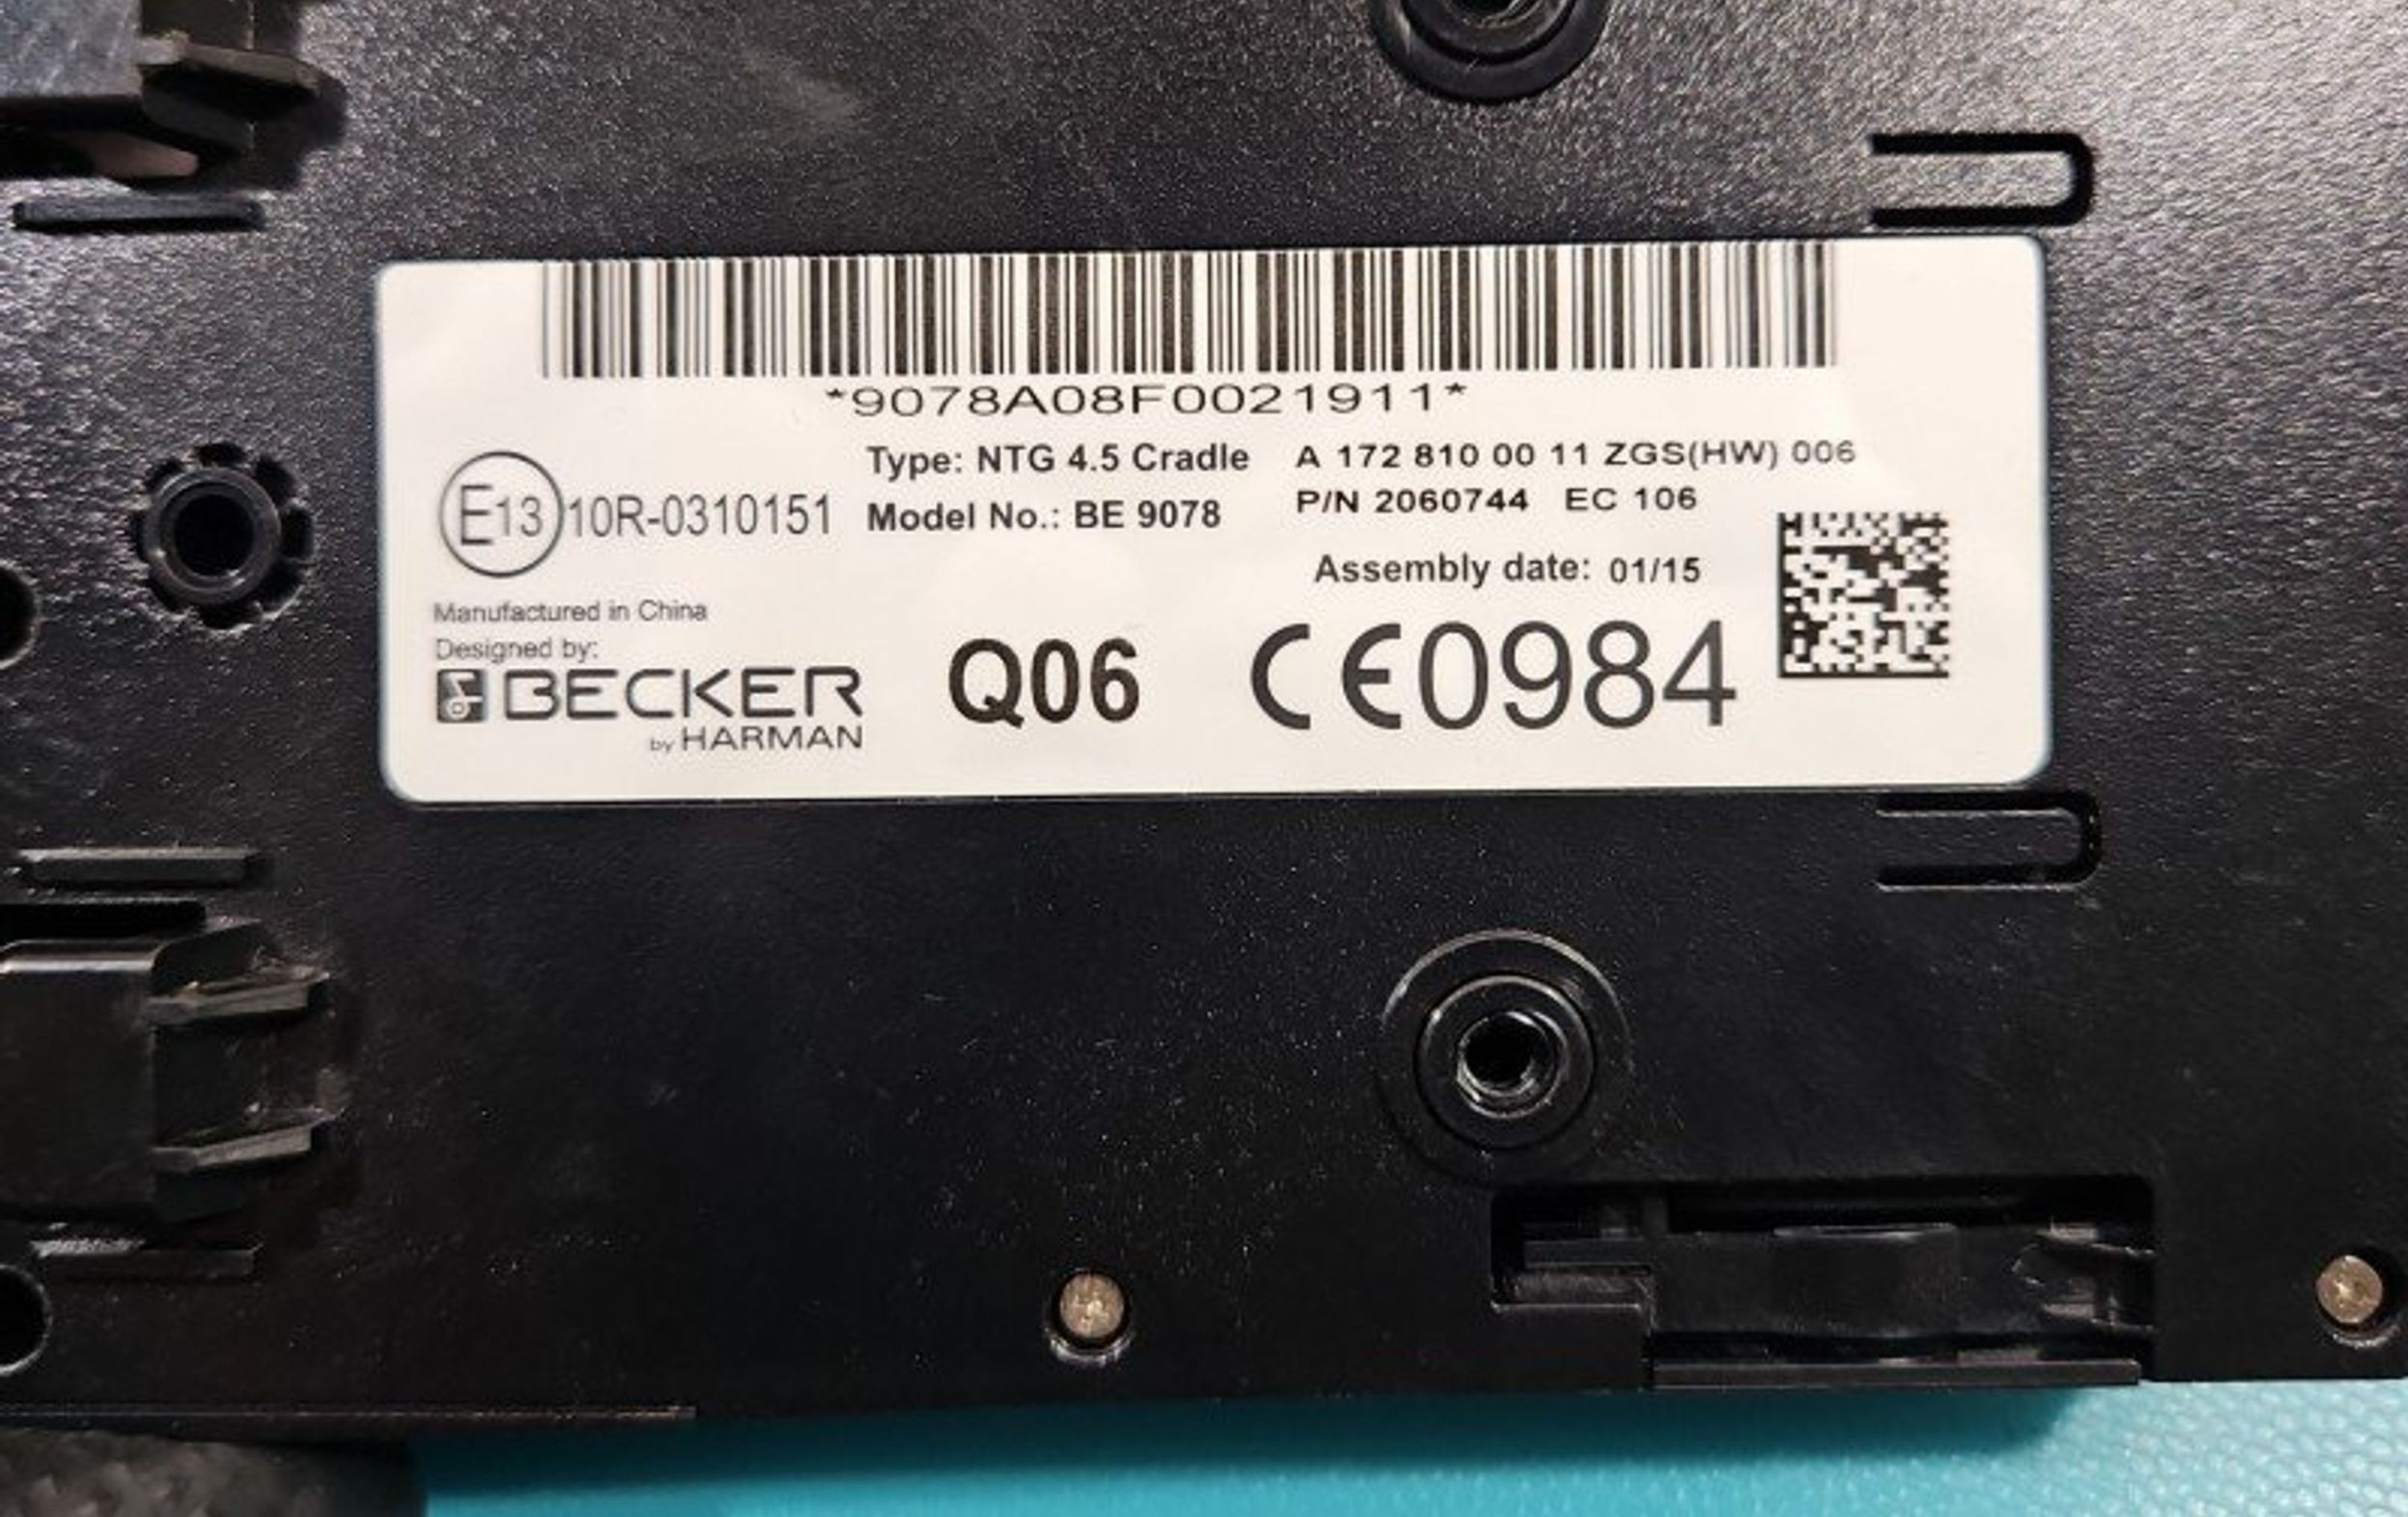 *9078A08F0021911*
Type: NTG 4.5 Cradle A 172 810 00 11 ZGS(HW) 006
E13 10R-0310151 Model No.: BE 9078 P/N 2060744 EC 106
Assembly date: 01/15
Manufactured in China
Designed by:
BECKER
by HARMAN
Q06
CE0984